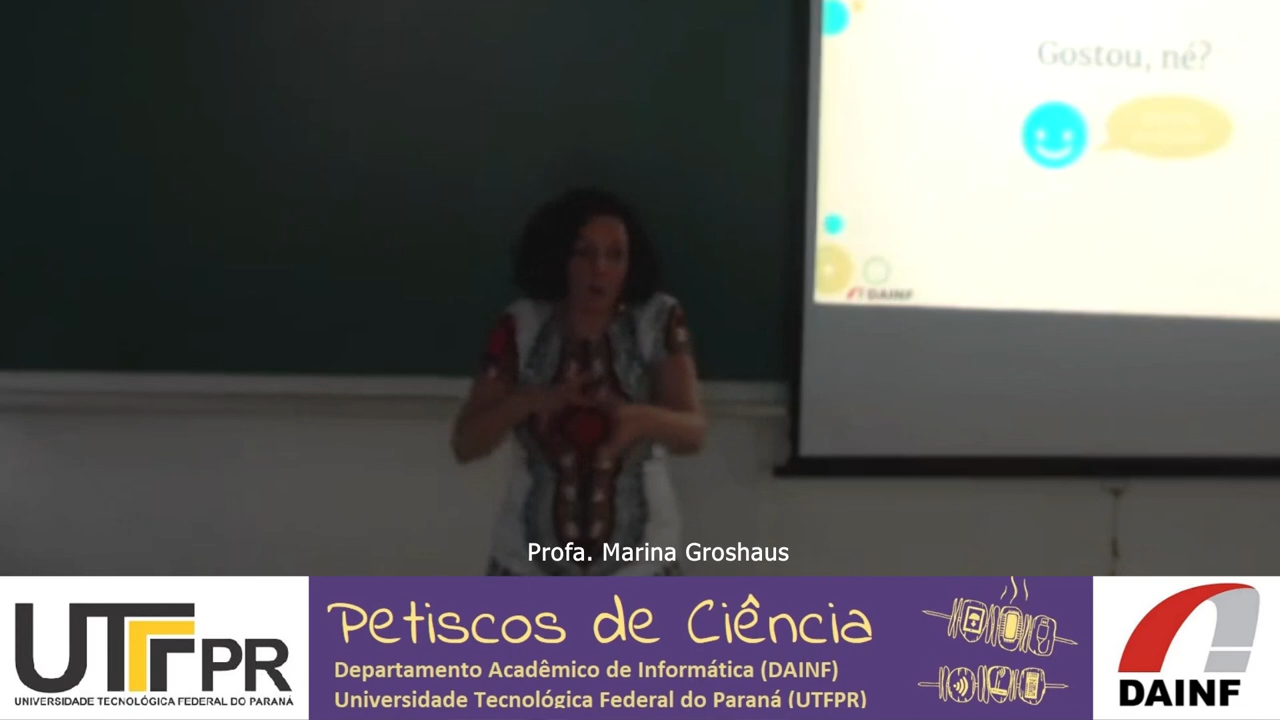 Gostou, né?
DAINF
Profa. Marina Groshaus
UTFPR
UNIVERSIDADE TECNOLÓGICA FEDERAL DO PARANÁ
Petiscos de Ciência
Departamento Acadêmico de Informática (DAINF)
Universidade Tecnológica Federal do Paraná (UTFPR)
DAINF